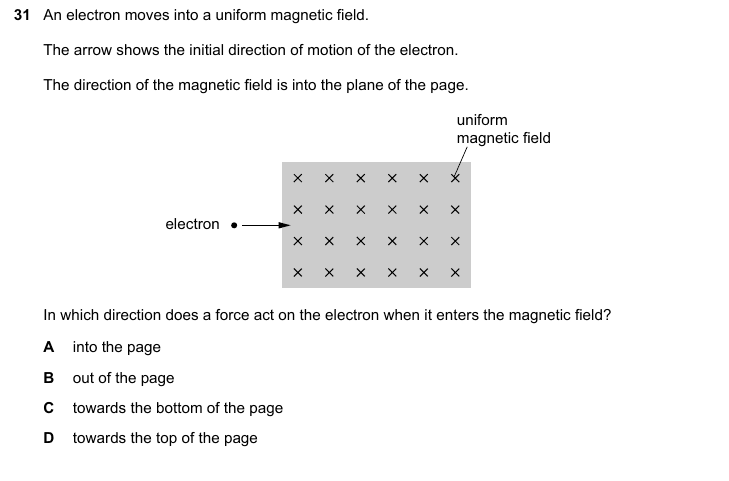 31 An electron moves into a uniform magnetic field.
The arrow shows the initial direction of motion of the electron.
The direction of the magnetic field is into the plane of the page.
uniform
magnetic field
× × × × × ×
× × × × × ×
electron
× × × × × ×
× × × × × ×
In which direction does a force act on the electron when it enters the magnetic field?
A into the page
B out of the page
C towards the bottom of the page
D towards the top of the page